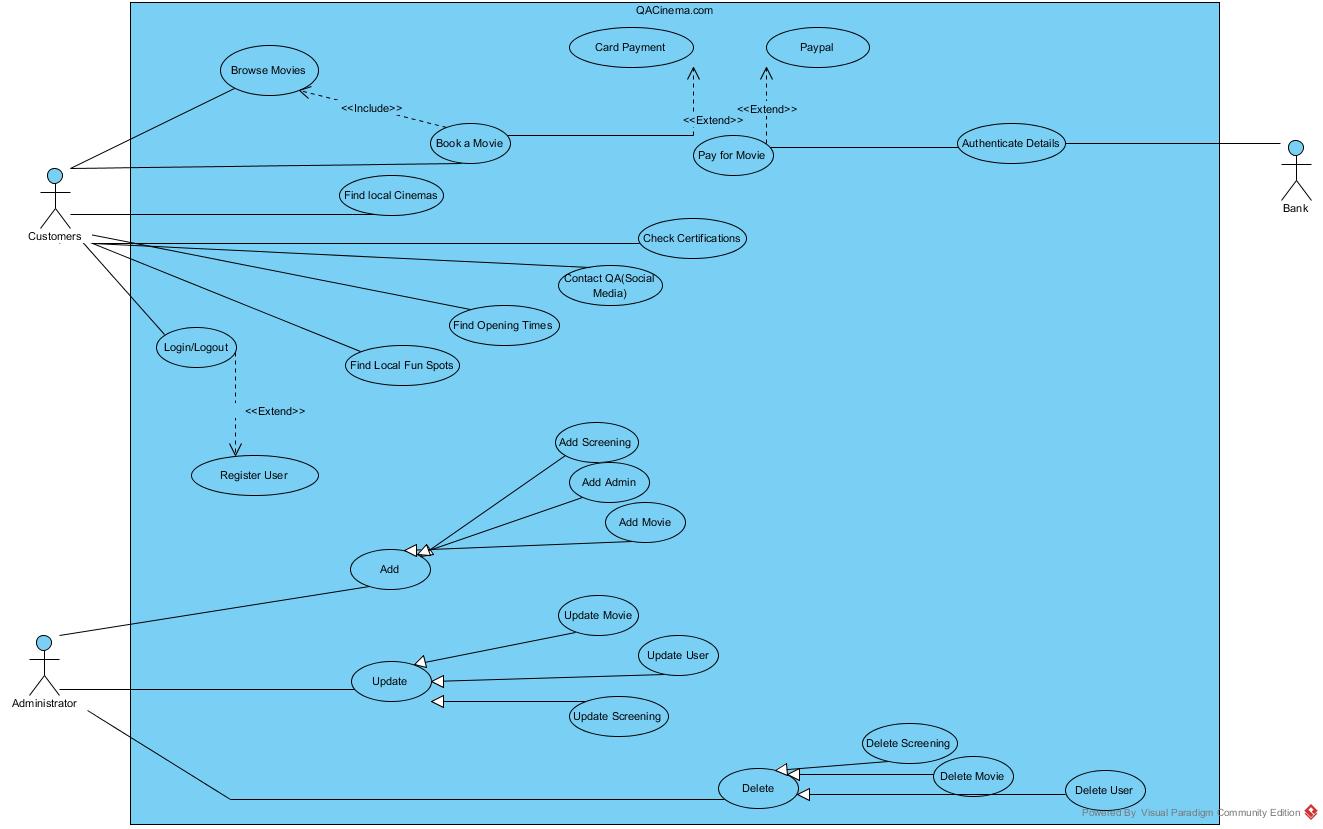 QACinema.com
Card Payment
Paypal
Browse Movies
<<Include>>
<<Extend>>
<<Extend>>
Book a Movie
Pay for Movie
Authenticate Details
Find local Cinemas
Customers
Bank
Check Certifications
Contact QA(Social
Media)
Find Opening Times
Login/Logout
Find Local Fun Spots
<<Extend>>
Register User
Add Screening
Add Admin
Add Movie
Add
Update Movie
Update User
Update
Administrator
Update Screening
Delete Screening
Delete Movie
Delete
Delete User
Powered By Visual Paradigm Community Edition